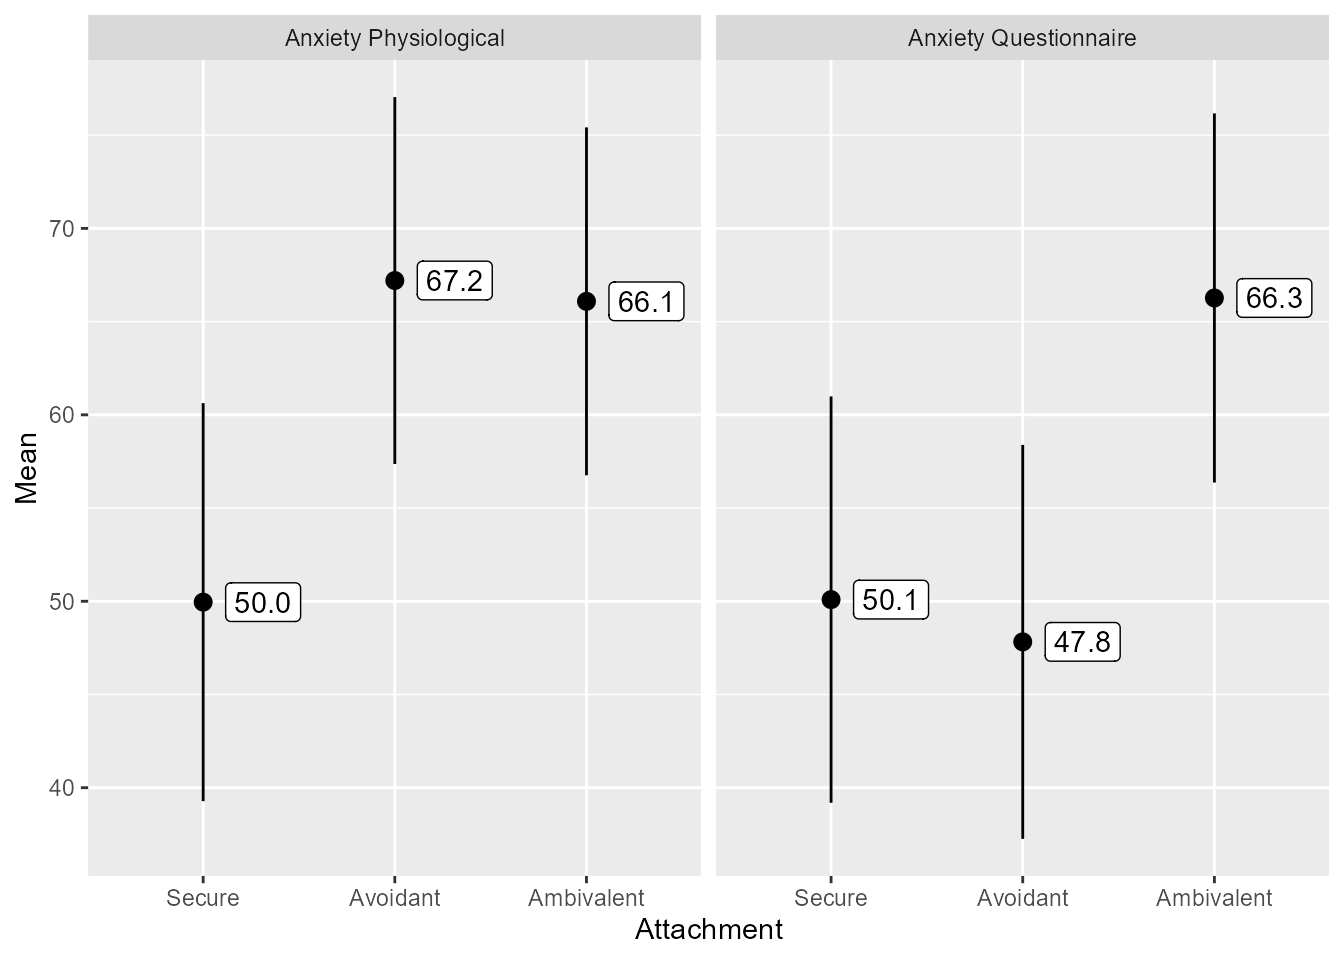 Anxiety Physiological
Anxiety Questionnaire
Mean
70
60
50
40
67.2
66.1
50.0
66.3
50.1
47.8
Secure
Avoidant
Ambivalent
Secure
Avoidant
Ambivalent
Attachment